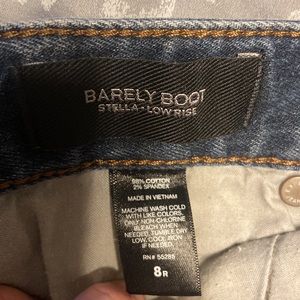 BARELY BOOT
STELLA - LOW RISE
98% COTTON
2% SPANDEX
MADE IN VIETNAM
MACHINE WASH COLD
WITH LIKE COLORS,
ONLY NON-CHLORINE
BLEACH WHEN
NEEDED, TUMBLE DRY
LOW, COOL IRON
IF NEEDED.
RN# 55285
8R